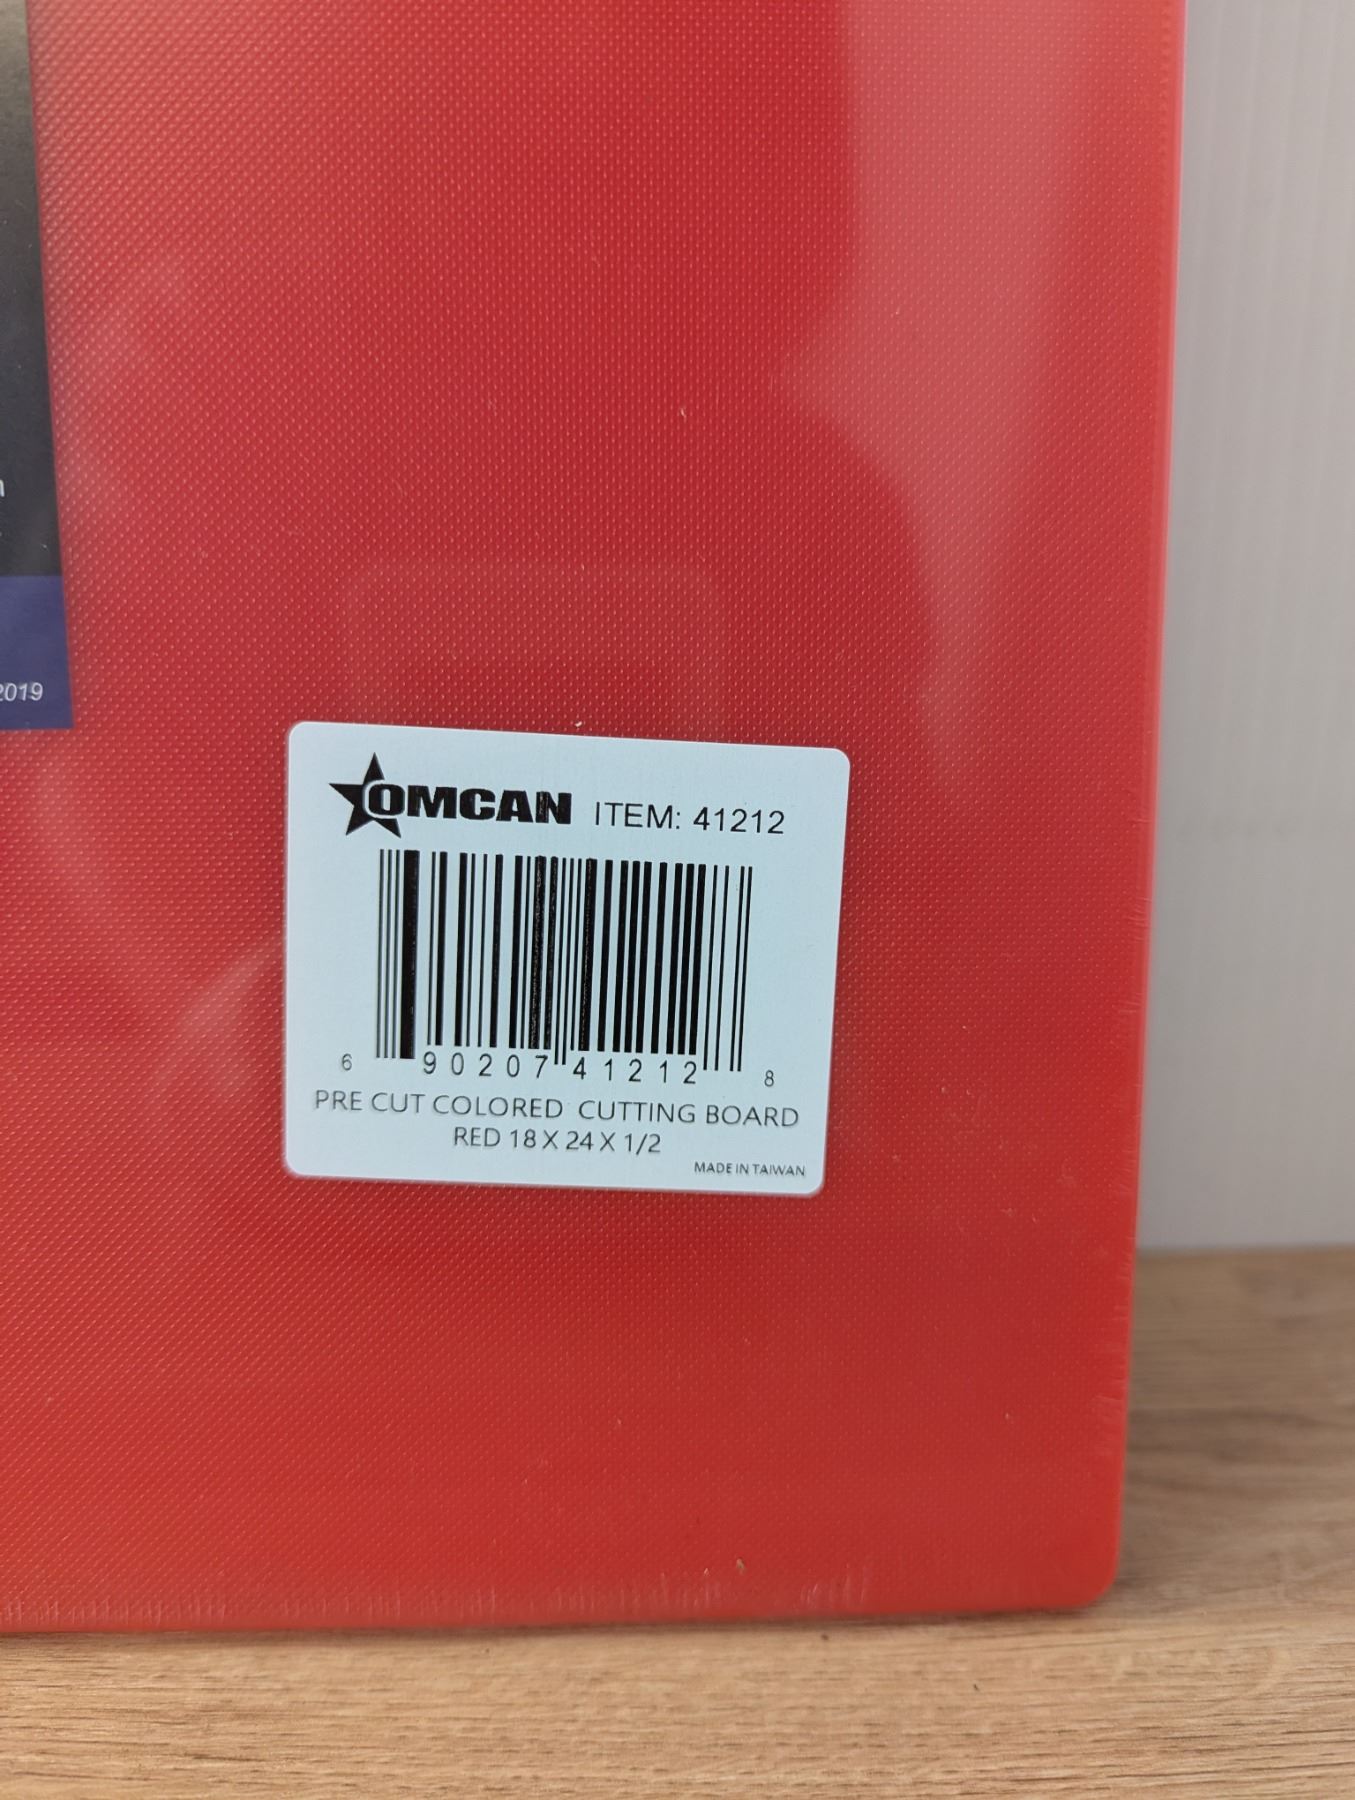 2019
OMCAN ITEM: 41212
6 90207 41212 8
PRE CUT COLORED CUTTING BOARD
RED 18 X 24 X 1/2
MADE IN TAIWAN